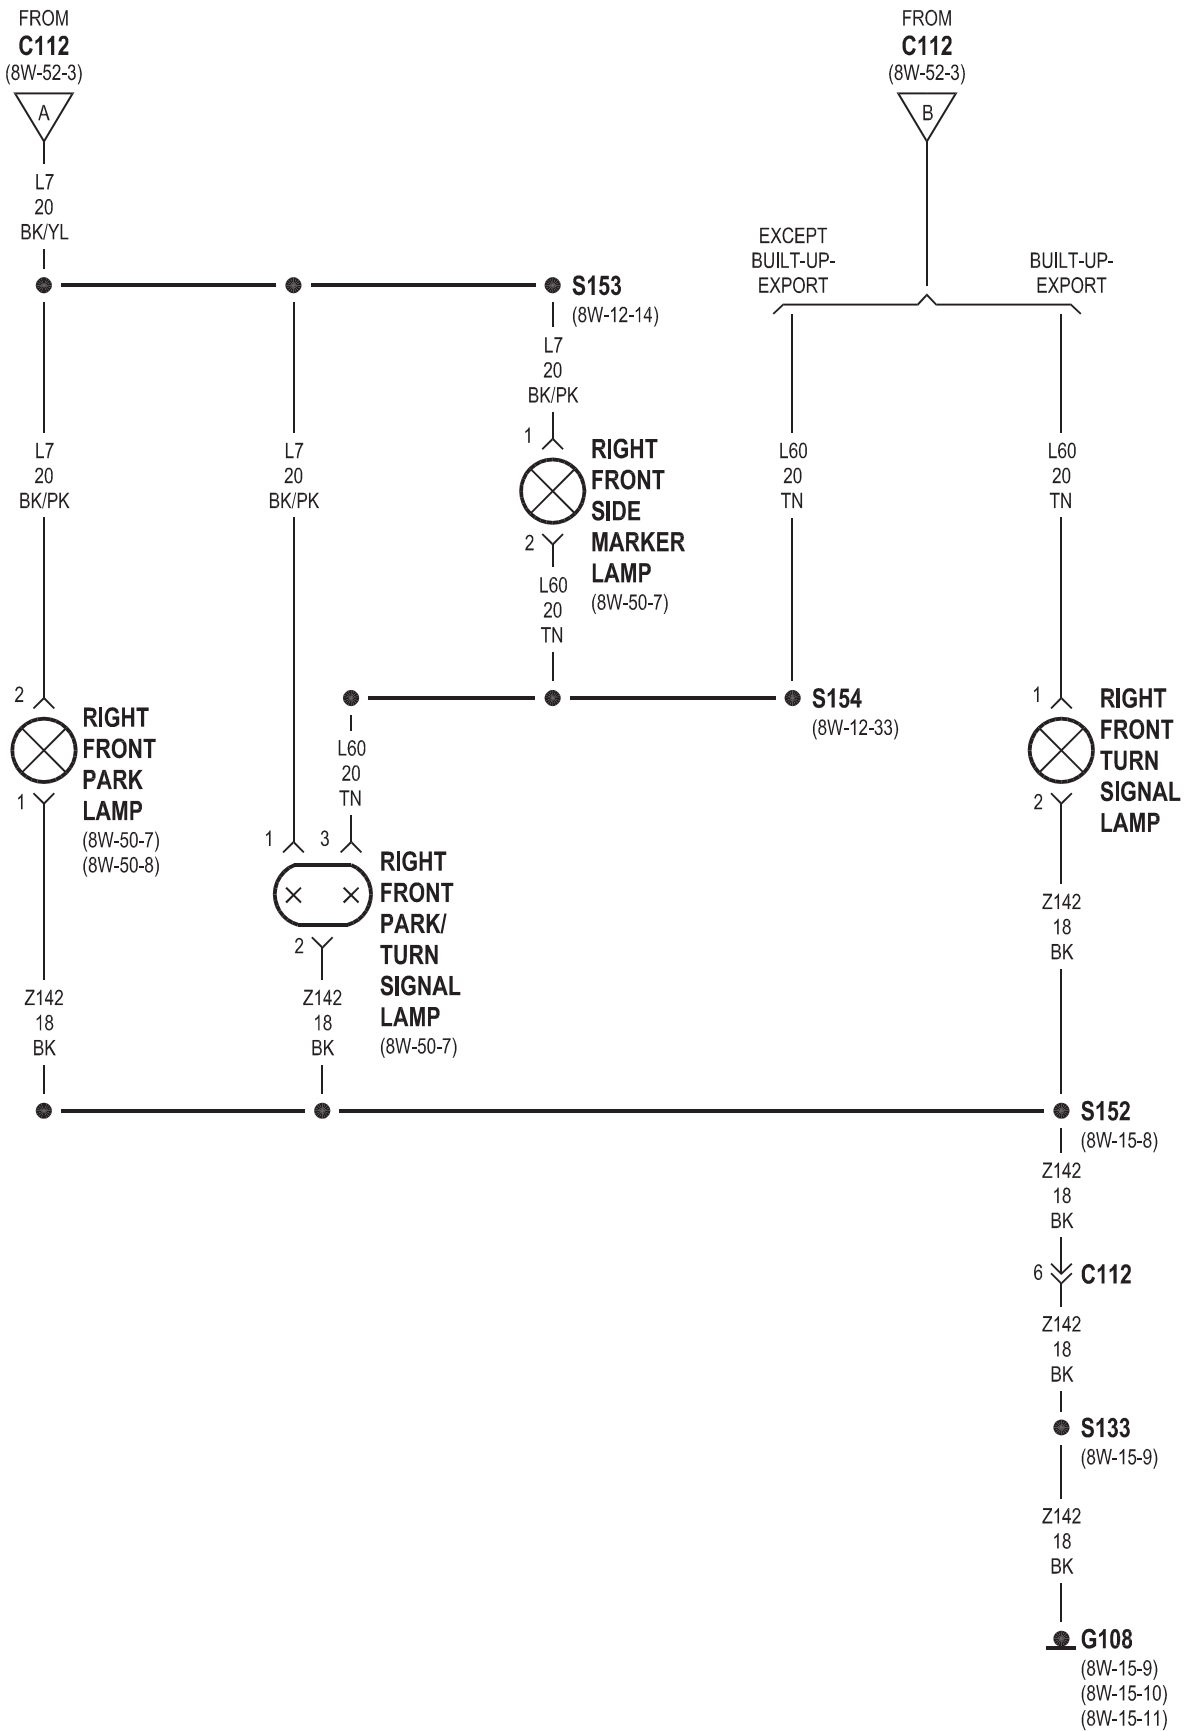 FROM
C112
(8W-52-3)
A
L7
20
BK/YL
FROM
C112
(8W-52-3)
B
EXCEPT
BUILT-UP-
EXPORT
BUILT-UP-
EXPORT
S153
(8W-12-14)
L7
20
BK/PK
L7
20
BK/PK
L7
20
BK/PK
1
RIGHT
FRONT
SIDE
MARKER
LAMP
(8W-50-7)
2
L60
20
TN
L60
20
TN
L60
20
TN
S154
(8W-12-33)
2
RIGHT
FRONT
PARK
LAMP
(8W-50-7)
(8W-50-8)
1
L60
20
TN
1
RIGHT
FRONT
TURN
SIGNAL
LAMP
2
1
3
RIGHT
FRONT
PARK/
TURN
SIGNAL
LAMP
(8W-50-7)
2
Z142
18
BK
Z142
18
BK
Z142
18
BK
S152
(8W-15-8)
Z142
18
BK
6
C112
Z142
18
BK
S133
(8W-15-9)
Z142
18
BK
G108
(8W-15-9)
(8W-15-10)
(8W-15-11)